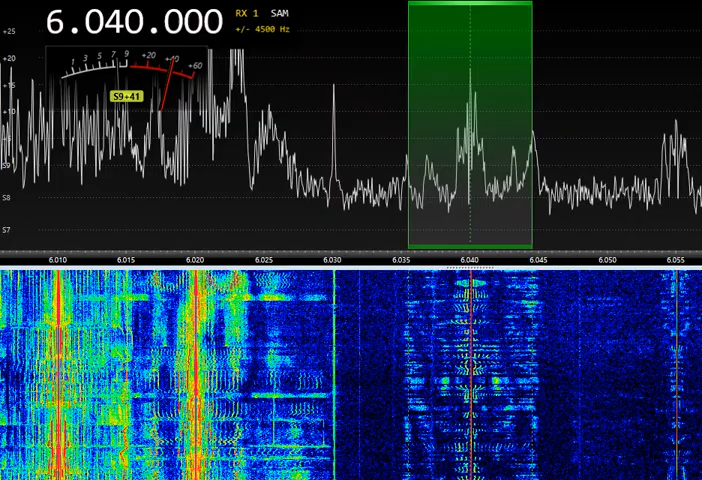 6.040.000
RX 1 SAM
+/- 4500 Hz
1 3 5 7 9 +20 +40 +60
S9+41
+25
+20
+15
+10
+5
S9
S8
S7
6.010 6.015 6.020 6.025 6.030 6.035 6.040 6.045 6.050 6.055